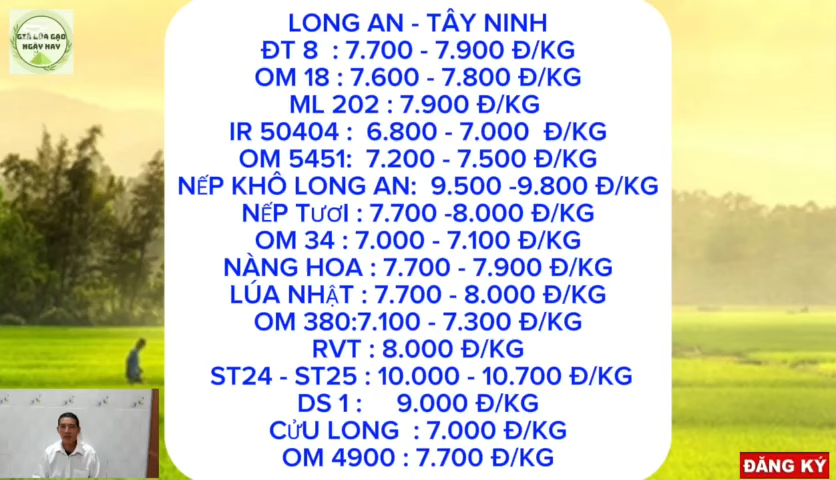 GIÁ LÚA GẠO
NGÀY NAY
LONG AN - TÂY NINH
ĐT 8 : 7.700 - 7.900 Đ/KG
OM 18 : 7.600 - 7.800 Đ/KG
ML 202 : 7.900 Đ/KG
IR 50404 : 6.800 - 7.000 Đ/KG
OM 5451: 7.200 - 7.500 Đ/KG
NẾP KHÔ LONG AN: 9.500 -9.800 Đ/KG
NẾP TƯƠI : 7.700 -8.000 Đ/KG
OM 34 : 7.000 - 7.100 Đ/KG
NÀNG HOA : 7.700 - 7.900 Đ/KG
LÚA NHẬT : 7.700 - 8.000 Đ/KG
OM 380:7.100 - 7.300 Đ/KG
RVT : 8.000 Đ/KG
ST24 - ST25 : 10.000 - 10.700 Đ/KG
DS 1 : 9.000 Đ/KG
CỬU LONG : 7.000 Đ/KG
OM 4900 : 7.700 Đ/KG
ĐĂNG KÝ